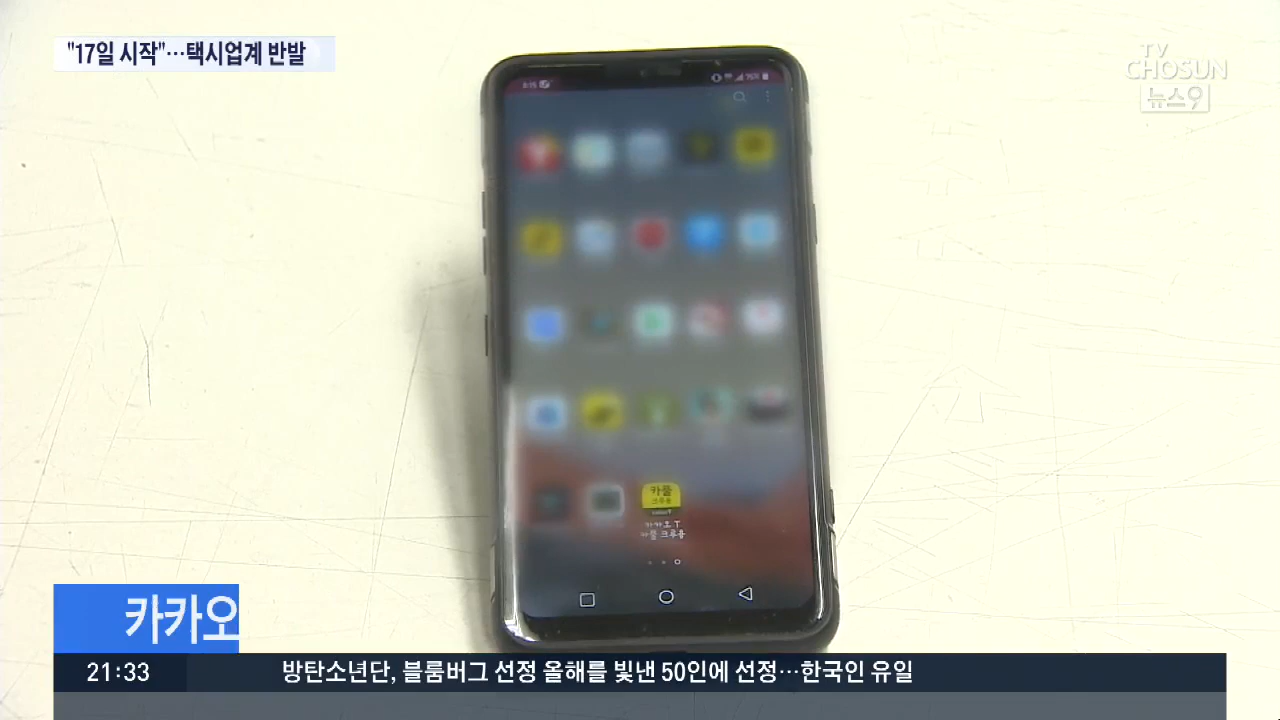 "17일 시작"…택시업계 반발
TV
CHOSUN
뉴스9
카풀
크루용
카카오 T
카풀 크루용
카카오
21:33
방탄소년단, 블룸버그 선정 올해를 빛낸 50인에 선정…한국인 유일